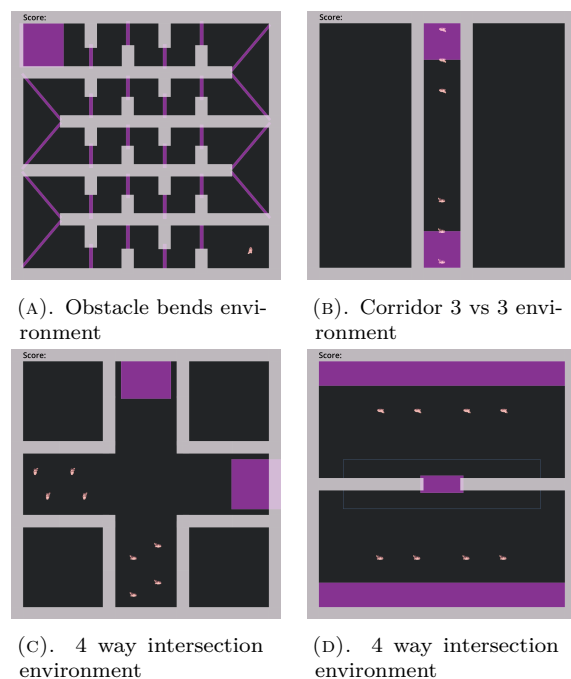 Score:
Score:
(A). Obstacle bends envi-
ronment
(B). Corridor 3 vs 3 envi-
ronment
Score:
Score:
(C). 4 way intersection
environment
(D). 4 way intersection
environment